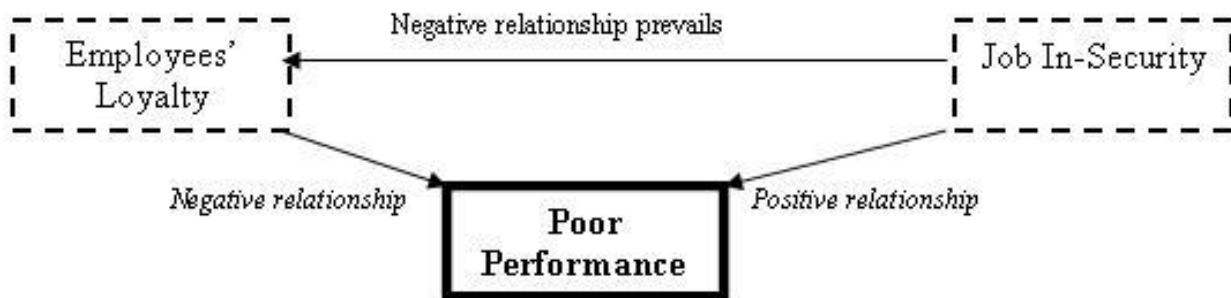 Negative relationship prevails
Employees’
Loyalty
Job In-Security
Negative relationship
Positive relationship
Poor
Performance